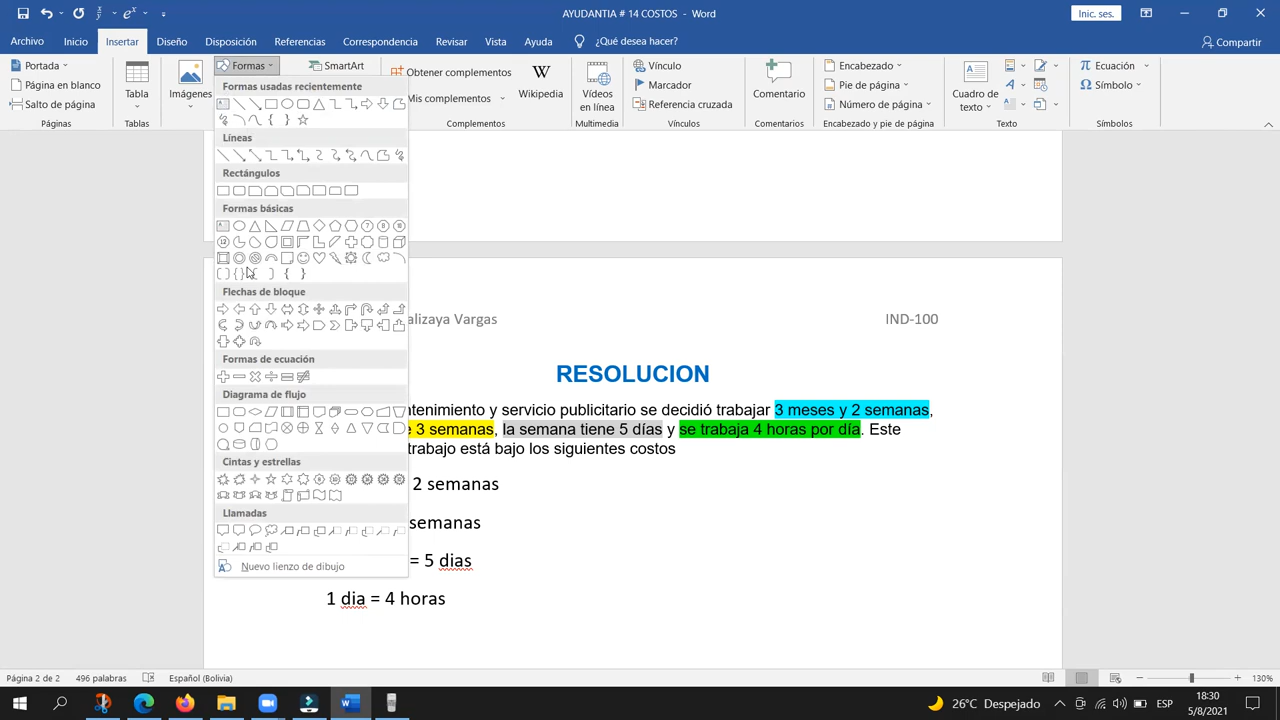 AYUDANTIA # 14 COSTOS - Word
Inic. ses.
Archivo Inicio Insertar Diseño Disposición Referencias Correspondencia Revisar Vista Ayuda ¿Qué desea hacer? Compartir
Portada
Página en blanco
Salto de página
Páginas
Tabla
Tablas
Imágenes
Formas
SmartArt
Obtener complementos
Mis complementos
Complementos
Wikipedia
Vídeos
en línea
Multimedia
Vínculo
Marcador
Referencia cruzada
Vínculos
Comentario
Comentarios
Encabezado
Pie de página
Número de página
Encabezado y pie de página
Cuadro de
texto
Texto
Ecuación
Símbolo
Símbolos
Formas usadas recientemente
Líneas
Rectángulos
Formas básicas
Flechas de bloque
Formas de ecuación
Diagrama de flujo
Cintas y estrellas
Llamadas
Nuevo lienzo de dibujo
alizaya Vargas IND-100
RESOLUCION
ntenimiento y servicio publicitario se decidió trabajar 3 meses y 2 semanas,
e 3 semanas, la semana tiene 5 días y se trabaja 4 horas por día. Este
trabajo está bajo los siguientes costos
2 semanas
semanas
= 5 dias
1 dia = 4 horas
Página 2 de 2 496 palabras Español (Bolivia) 130%
26°C Despejado ESP 18:30
5/8/2021